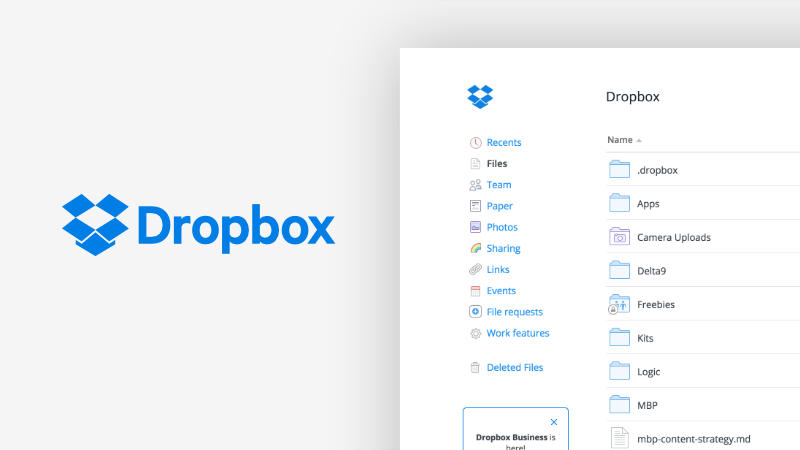 Dropbox
Dropbox
Name
Recents
Files
Team
Paper
Photos
Sharing
Links
Events
File requests
Work features
Deleted Files
.dropbox
Apps
Camera Uploads
Delta9
Freebies
Kits
Logic
MBP
mbp-content-strategy.md
Dropbox Business is
here!